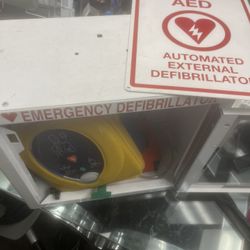 AED
AUTOMATED
EXTERNAL
DEFIBRILLATOR
EMERGENCY DEFIBRILLATOR